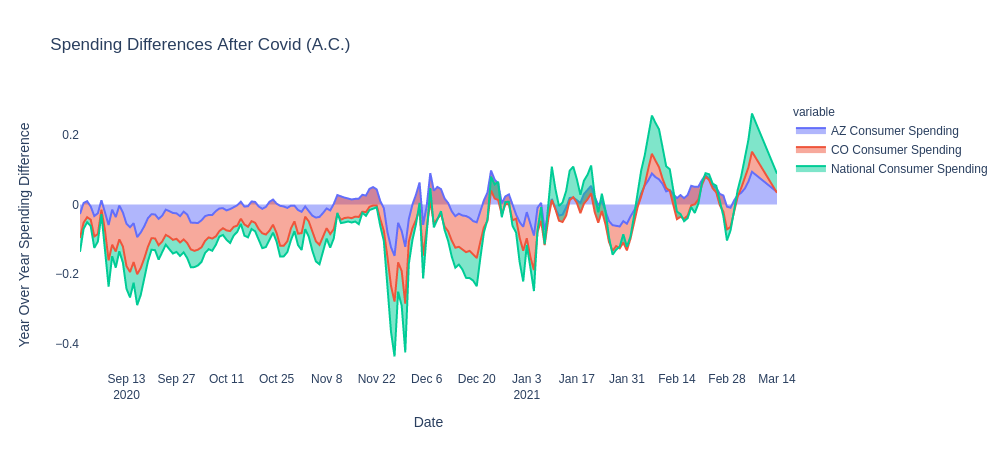 Spending Differences After Covid (A.C.)
variable
AZ Consumer Spending
CO Consumer Spending
National Consumer Spending
Year Over Year Spending Difference
0.2
0
−0.2
−0.4
Sep 13 Sep 27 Oct 11 Oct 25 Nov 8 Nov 22 Dec 6 Dec 20 Jan 3 Jan 17 Jan 31 Feb 14 Feb 28 Mar 14
2020 2021
Date